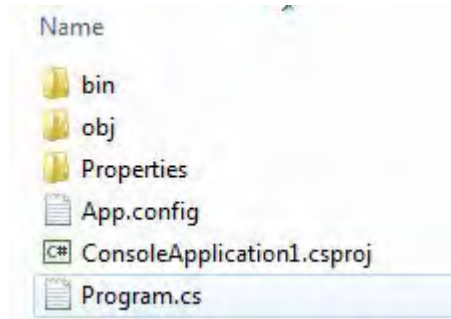 Name
bin
obj
Properties
App.config
C# ConsoleApplication1.csproj
Program.cs